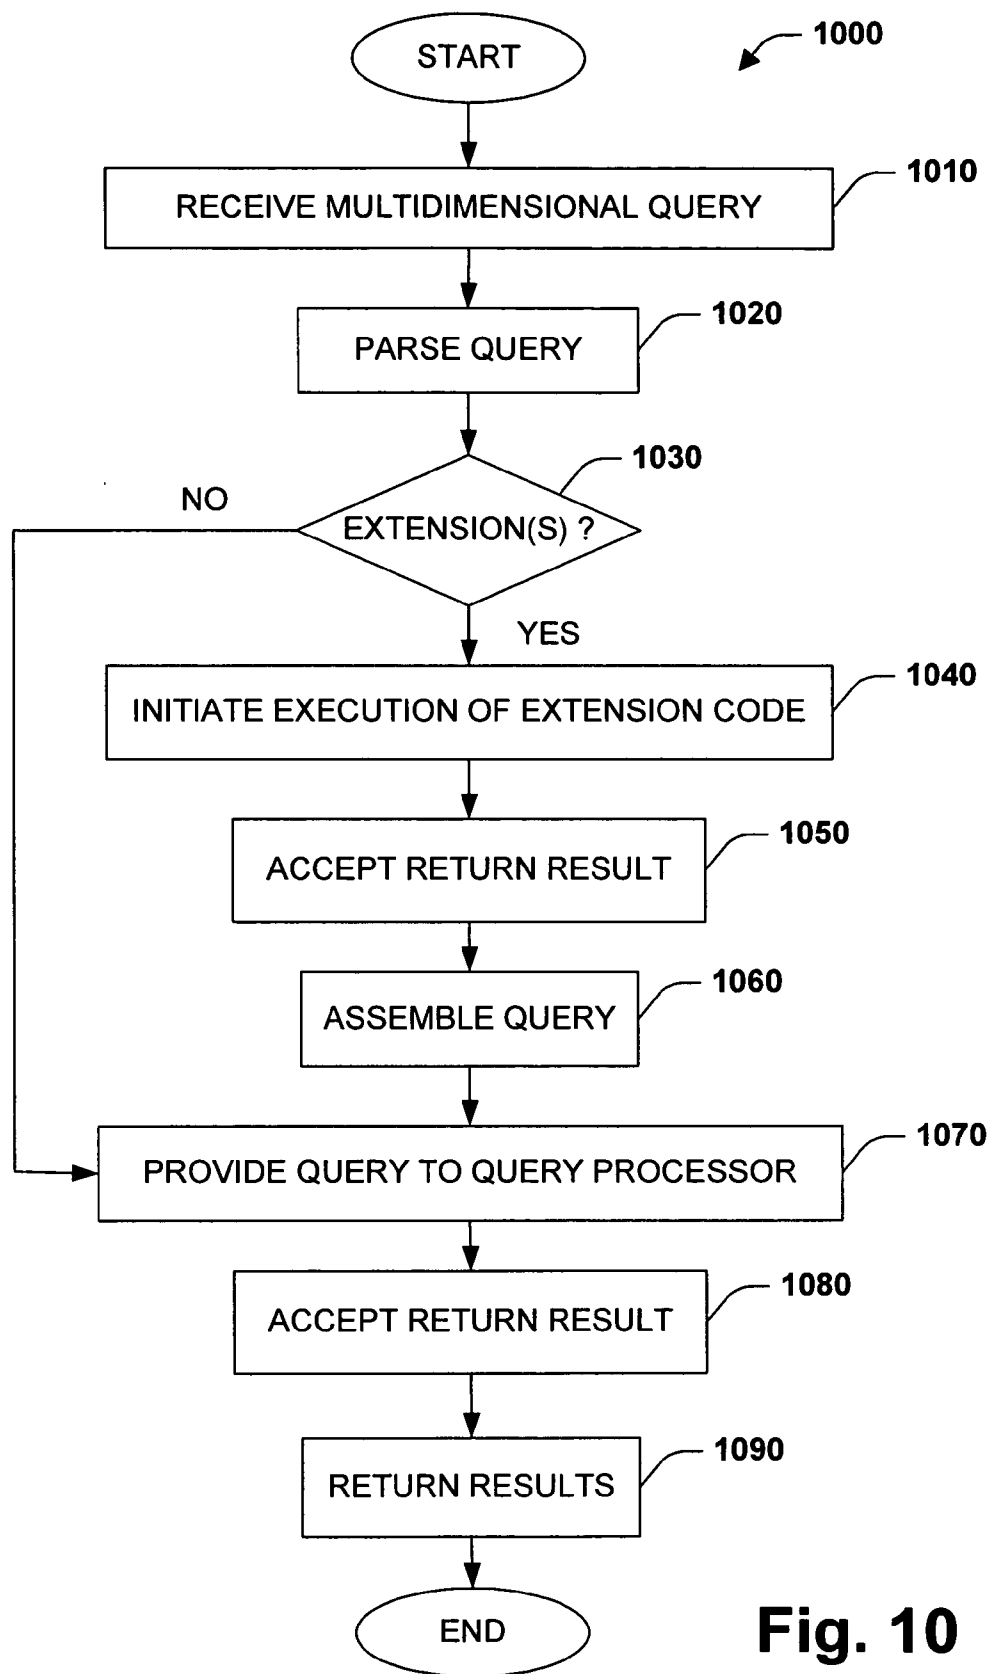 START
1000
RECEIVE MULTIDIMENSIONAL QUERY
1010
PARSE QUERY
1020
EXTENSION(S) ?
1030
NO
YES
INITIATE EXECUTION OF EXTENSION CODE
1040
ACCEPT RETURN RESULT
1050
ASSEMBLE QUERY
1060
PROVIDE QUERY TO QUERY PROCESSOR
1070
ACCEPT RETURN RESULT
1080
RETURN RESULTS
1090
END
Fig. 10